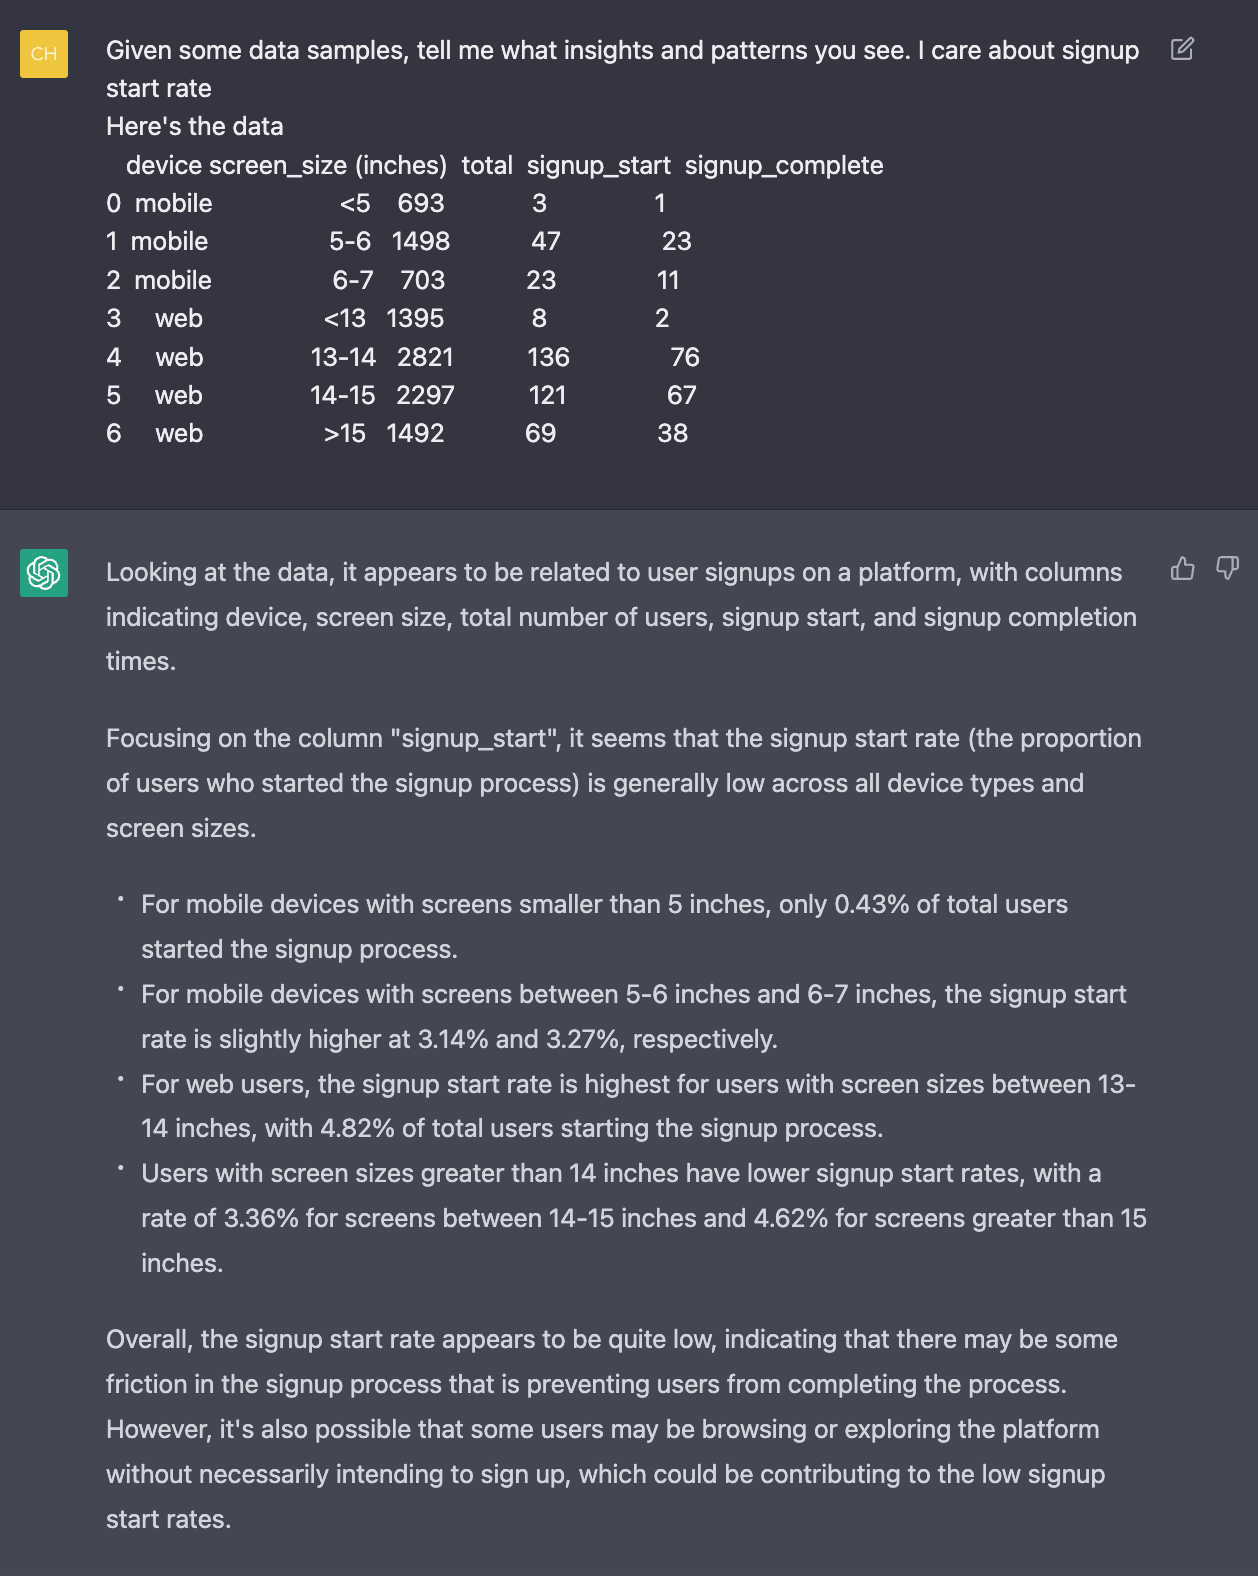 CH
Given some data samples, tell me what insights and patterns you see. I care about signup
start rate
Here's the data
device screen_size (inches) total signup_start signup_complete
0 mobile <5 693 3 1
1 mobile 5-6 1498 47 23
2 mobile 6-7 703 23 11
3 web <13 1395 8 2
4 web 13-14 2821 136 76
5 web 14-15 2297 121 67
6 web >15 1492 69 38
Looking at the data, it appears to be related to user signups on a platform, with columns
indicating device, screen size, total number of users, signup start, and signup completion
times.
Focusing on the column "signup_start", it seems that the signup start rate (the proportion
of users who started the signup process) is generally low across all device types and
screen sizes.
• For mobile devices with screens smaller than 5 inches, only 0.43% of total users
started the signup process.
• For mobile devices with screens between 5-6 inches and 6-7 inches, the signup start
rate is slightly higher at 3.14% and 3.27%, respectively.
• For web users, the signup start rate is highest for users with screen sizes between 13-
14 inches, with 4.82% of total users starting the signup process.
• Users with screen sizes greater than 14 inches have lower signup start rates, with a
rate of 3.36% for screens between 14-15 inches and 4.62% for screens greater than 15
inches.
Overall, the signup start rate appears to be quite low, indicating that there may be some
friction in the signup process that is preventing users from completing the process.
However, it's also possible that some users may be browsing or exploring the platform
without necessarily intending to sign up, which could be contributing to the low signup
start rates.